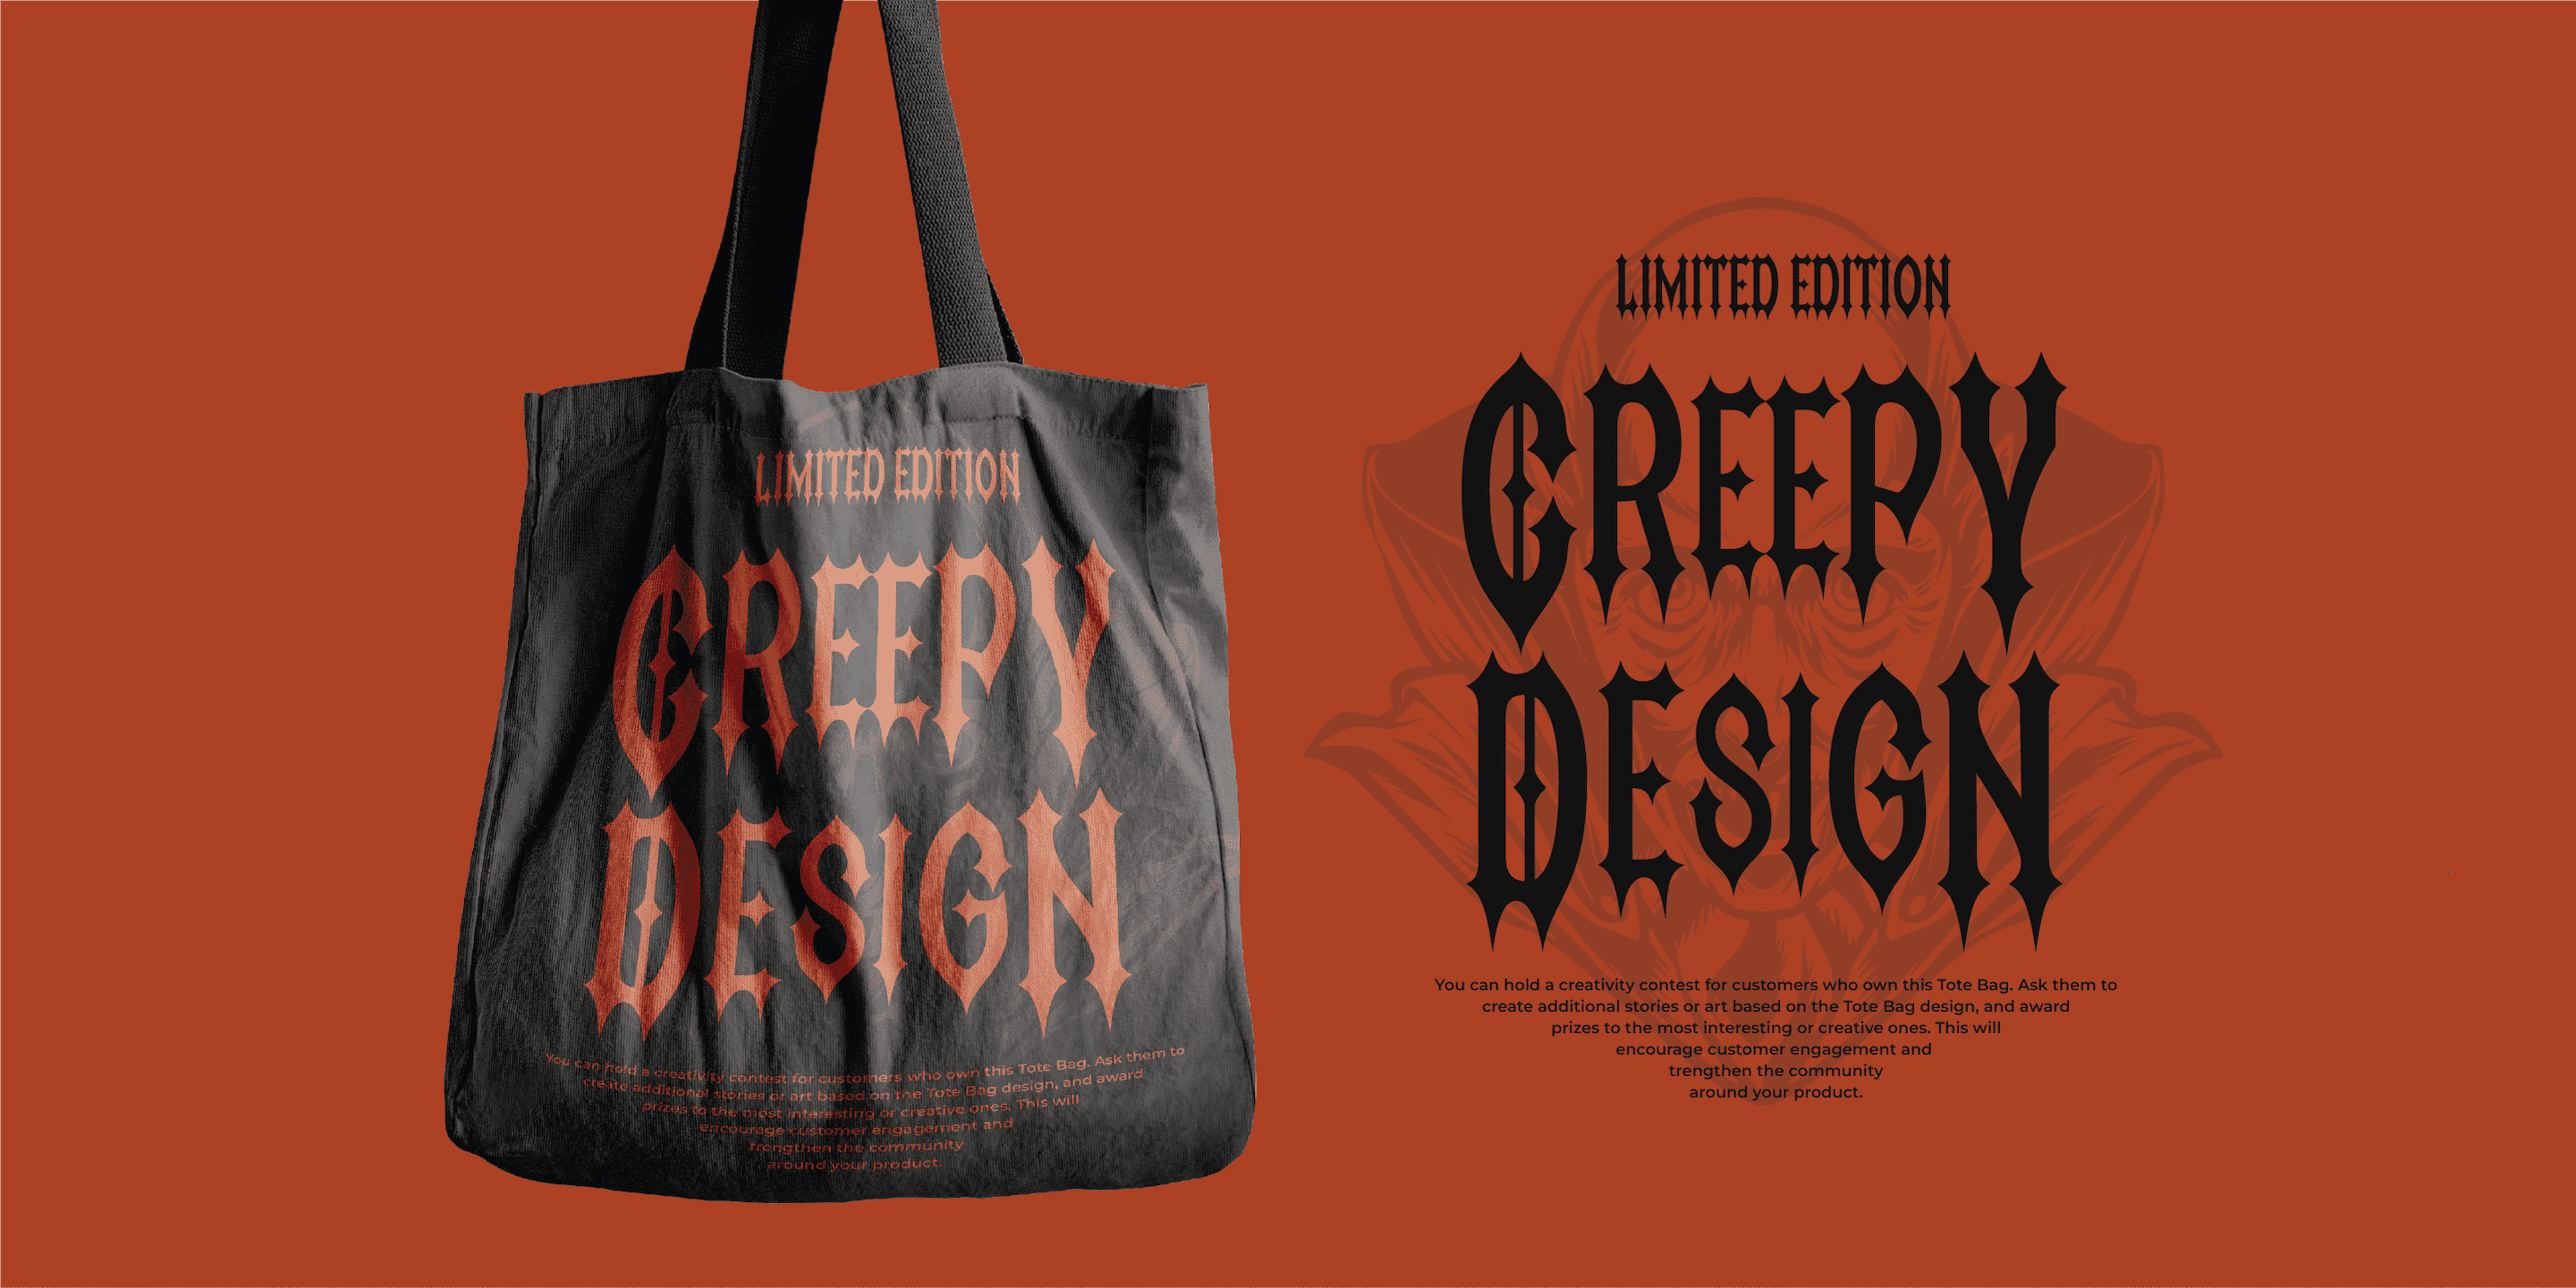 LIMITED EDITION
CREEPY
DESIGN
You can hold a creativity contest for customers who own this Tote Bag. Ask them to
create additional stories or art based on the Tote Bag design, and award
prizes to the most interesting or creative ones. This will
encourage customer engagement and
trengthen the community
around your product.
LIMITED EDITION
CREEPY
DESIGN
You can hold a creativity contest for customers who own this Tote Bag. Ask them to
create additional stories or art based on the Tote Bag design, and award
prizes to the most interesting or creative ones. This will
encourage customer engagement and
trengthen the community
around your product.